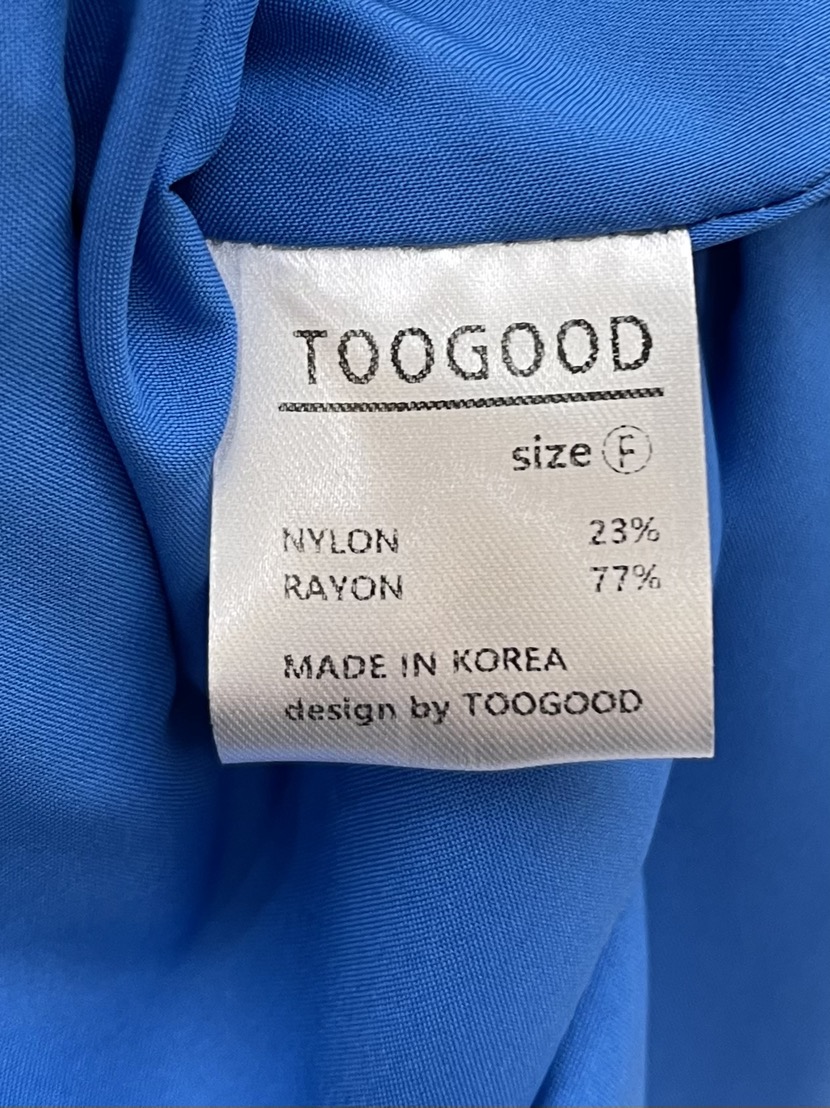 TOOGOOD
size Ⓕ
NYLON 23%
RAYON 77%
MADE IN KOREA
design by TOOGOOD